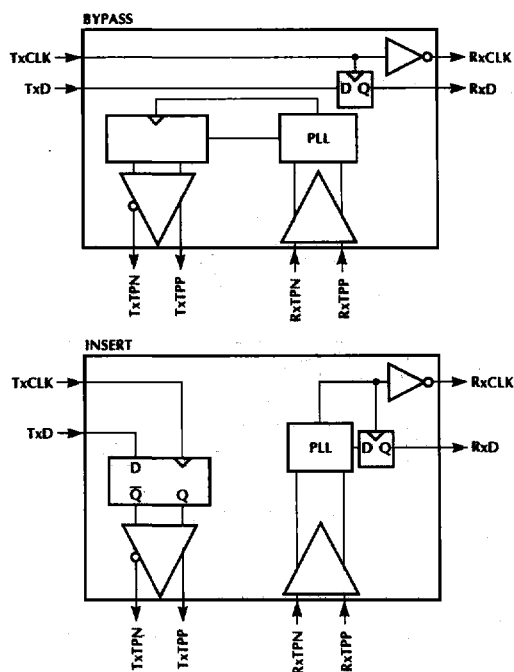 BYPASS
TxCLK
RxCLK
TxD
D Q
RxD
PLL
TxTPN
TxTPP
RxTPN
RxTPP
INSERT
TxCLK
RxCLK
TxD
D
PLL
D Q
RxD
Q̅ Q
TxTPN
TxTPP
RxTPN
RxTPP